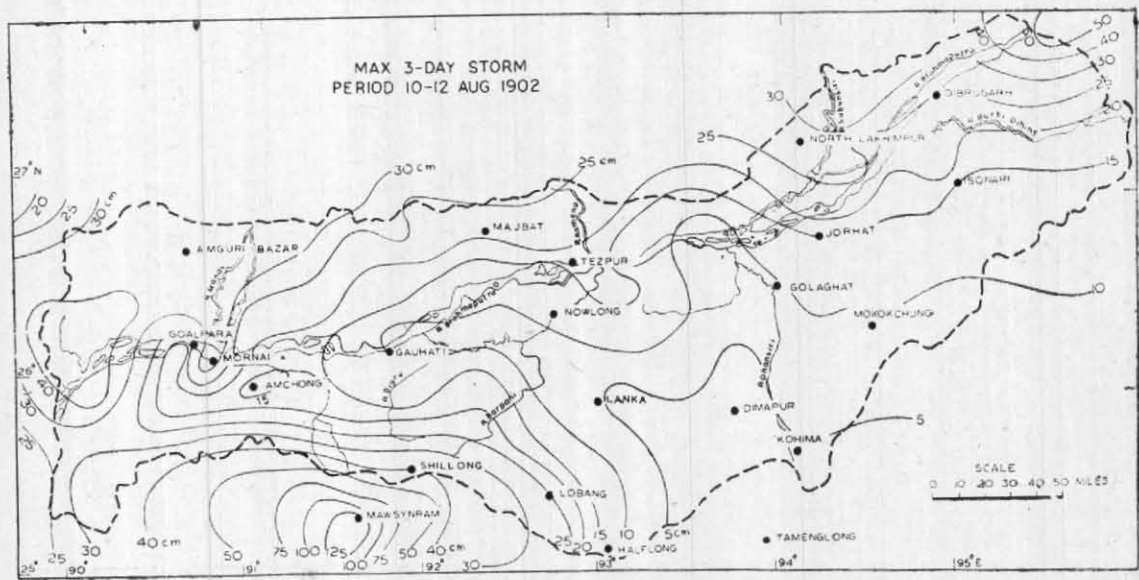 MAX 3-DAY STORM
PERIOD 10-12 AUG 1902
50
50
50
40
30
25
20
30
DIBRUGARH
NORTH LAKHIMPUR
25
15
27° N
20
25
30 cm
30 cm
25 cm
MAJBAT
AMGURI BAZAR
TEZPUR
JORHAT
GOLAGHAT
10
MOKOKCHUNG
NOWLONG
GOALPARA
MORNAI
GAUHATI
26°
40
30
AMCHONG
15
LANKA
DIMAPUR
5
KOHIMA
SHILLONG
SCALE
0 10 20 30 40 50 MILES
LOBANG
MAWSYNRAM
TAMENGLONG
HALFLONG
25°
25
90°
30
40 cm
50
75
100
125
100
75
50
40 cm
30
25
20
15
10
5 cm
91°
92°
93°
94°
95°E